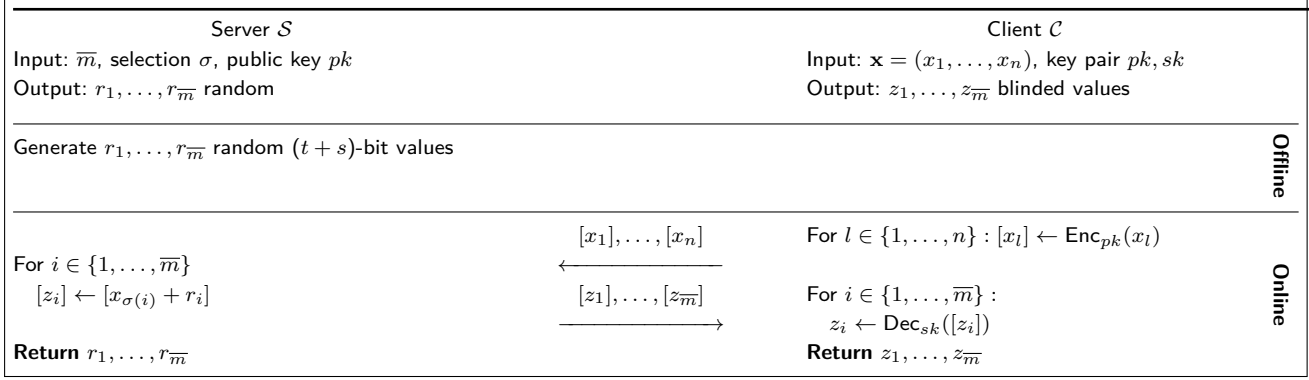 Server 𝒮 Client 𝒞
Input: m̅, selection σ, public key pk Input: 𝐱 = (x₁, . . . , xₙ), key pair pk, sk
Output: r₁, . . . , r_m̅ random Output: z₁, . . . , z_m̅ blinded values
Generate r₁, . . . , r_m̅ random (t + s)-bit values
Offline
[x₁], . . . , [xₙ] For l ∈ {1, . . . , n} : [x_l] ← Enc_pk(x_l)
For i ∈ {1, . . . , m̅} ←
[z_i] ← [x_σ(i) + r_i] [z₁], . . . , [z_m̅] For i ∈ {1, . . . , m̅} :
→ z_i ← Dec_sk([z_i])
Return r₁, . . . , r_m̅ Return z₁, . . . , z_m̅
Online